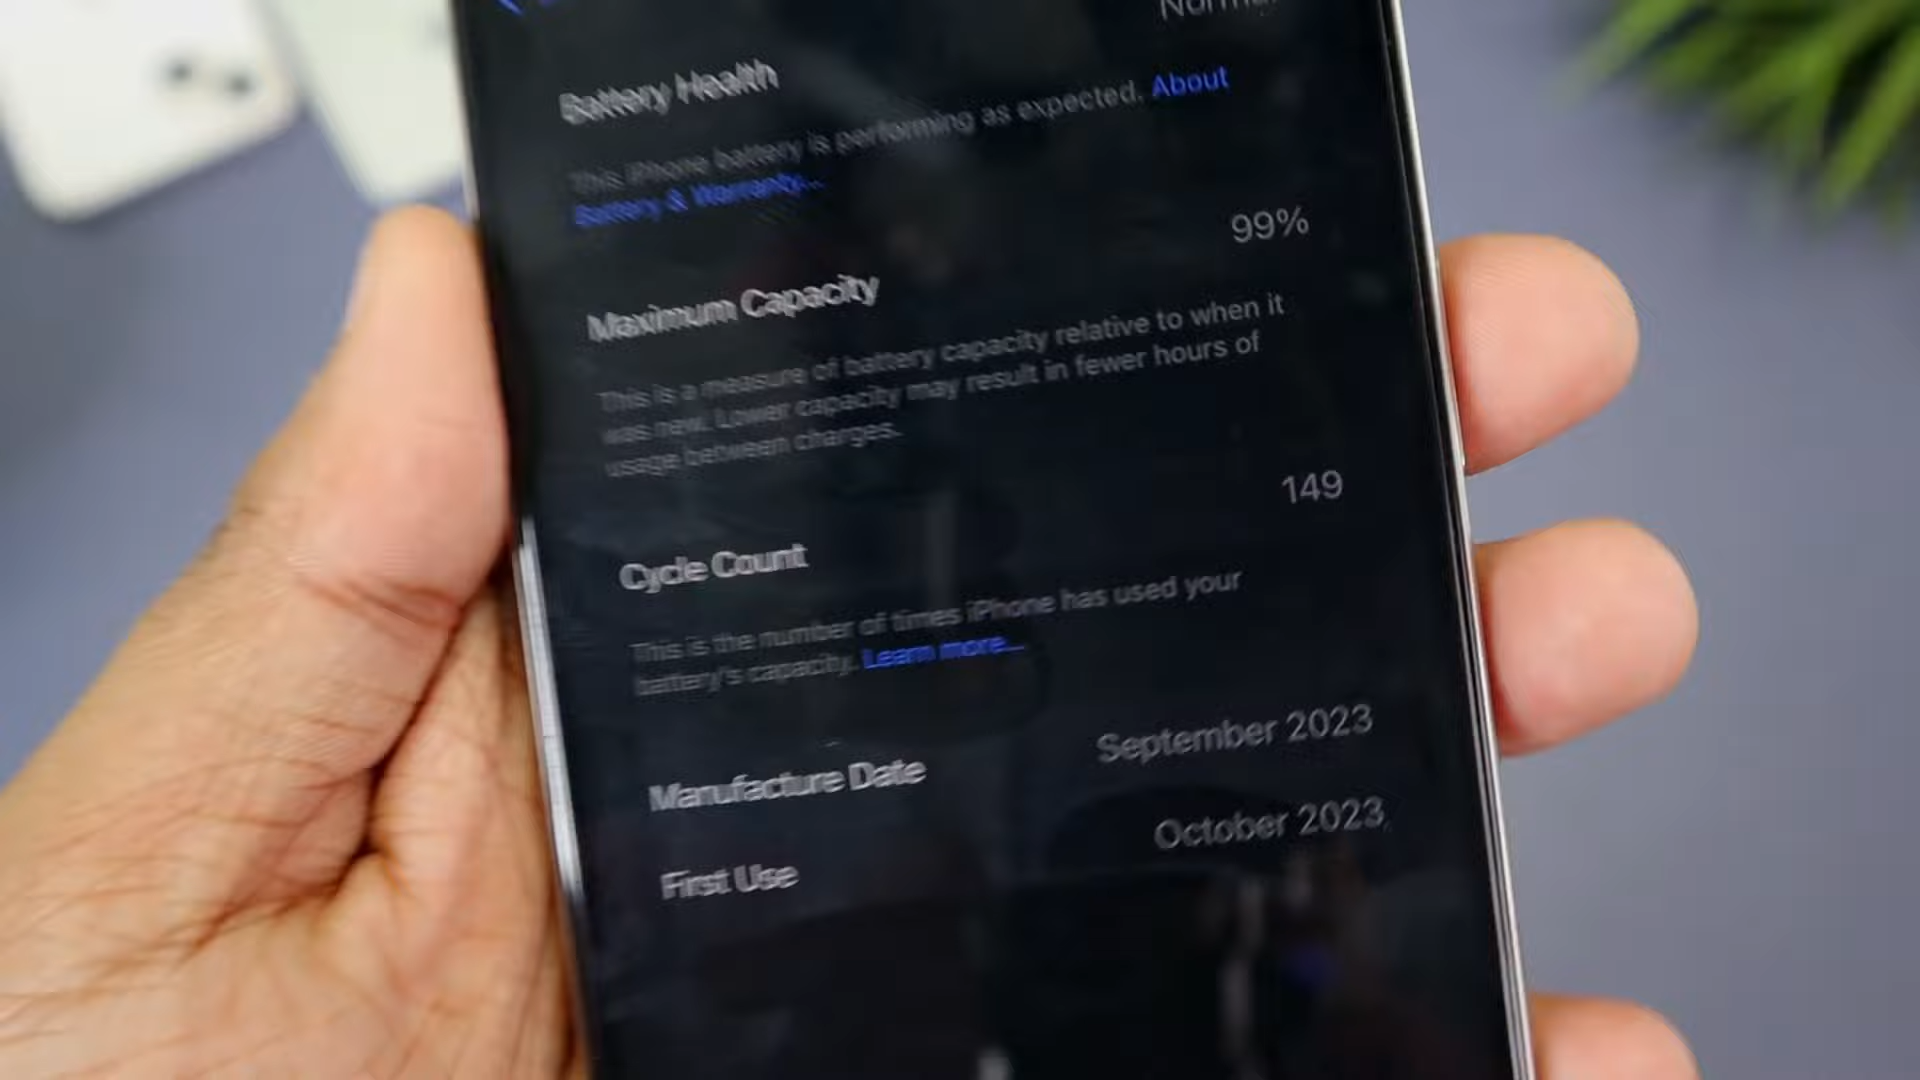 Battery Health
This iPhone battery is performing as expected. About
Battery & Warranty...
Maximum Capacity 99%
This is a measure of battery capacity relative to when it
was new. Lower capacity may result in fewer hours of
usage between charges.
Cycle Count 149
This is the number of times iPhone has used your
battery's capacity. Learn more...
Manufacture Date September 2023
First Use October 2023